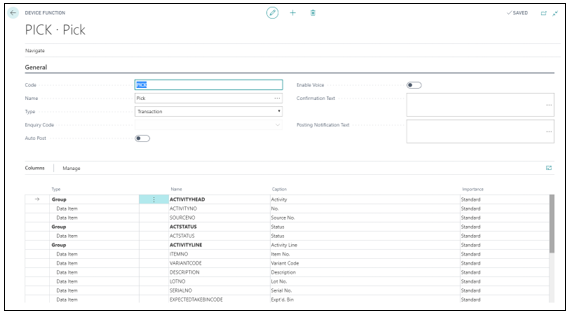 DEVICE FUNCTION
SAVED
PICK · Pick
Navigate
General
Code PICK Enable Voice
Name Pick Confirmation Text
Type Transaction
Enquiry Code Posting Notification Text
Auto Post
Columns Manage
Type Name Caption Importance
Group ACTIVITYHEAD Activity Standard
Data Item ACTIVITYNO No. Standard
Data Item SOURCENO Source No. Standard
Group ACTSTATUS Status Standard
Data Item ACTSTATUS Status Standard
Group ACTIVITYLINE Activity Line Standard
Data Item ITEMNO Item No. Standard
Data Item VARIANTCODE Variant Code Standard
Data Item DESCRIPTION Description Standard
Data Item LOTNO Lot No. Standard
Data Item SERIALNO Serial No. Standard
Data Item EXPECTEDTAKEBINCODE Expt'd. Bin Standard